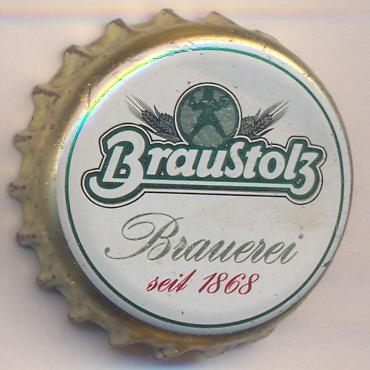 BrauStolz
Brauerei
seit 1868